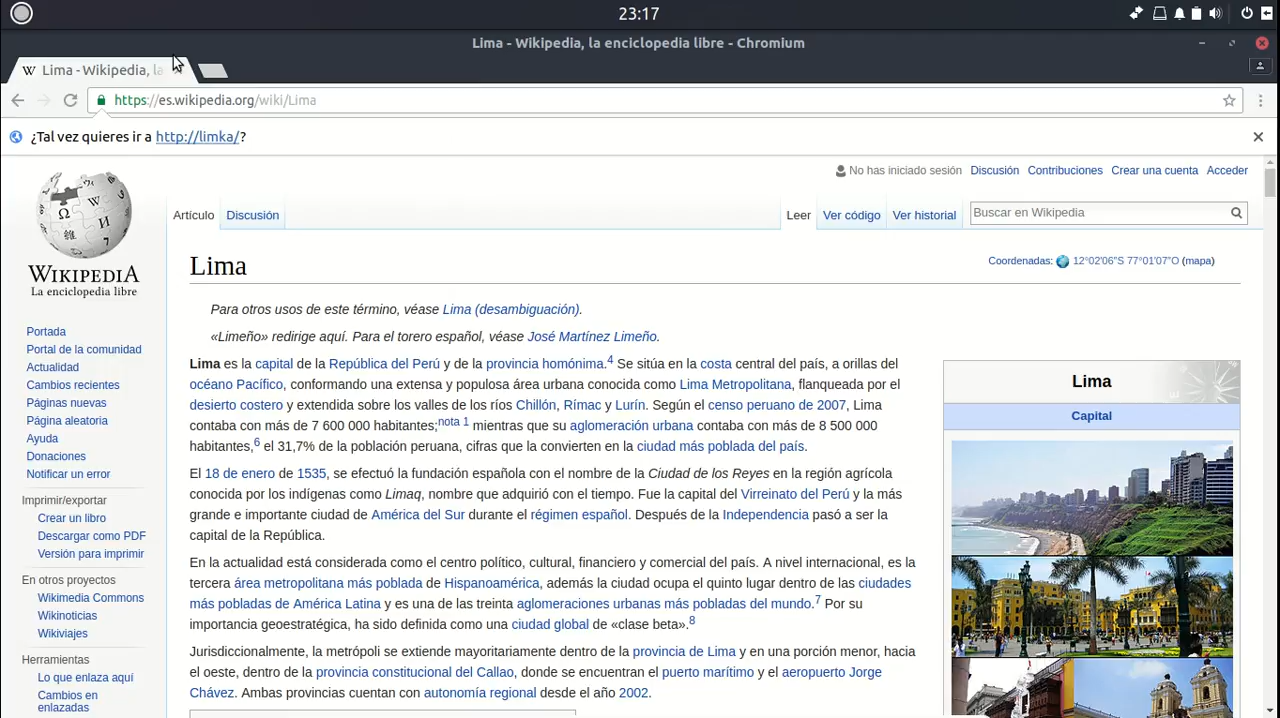 23:17
Lima - Wikipedia, la enciclopedia libre - Chromium
W Lima - Wikipedia, la
https://es.wikipedia.org/wiki/Lima
¿Tal vez quieres ir a http://limka/?
No has iniciado sesión Discusión Contribuciones Crear una cuenta Acceder
Artículo Discusión Leer Ver código Ver historial Buscar en Wikipedia
WIKIPEDIA
La enciclopedia libre
Portada
Portal de la comunidad
Actualidad
Cambios recientes
Páginas nuevas
Página aleatoria
Ayuda
Donaciones
Notificar un error
Imprimir/exportar
Crear un libro
Descargar como PDF
Versión para imprimir
En otros proyectos
Wikimedia Commons
Wikinoticias
Wikiviajes
Herramientas
Lo que enlaza aquí
Cambios en
enlazadas
Lima
Coordenadas: 12°02′06″S 77°01′07″O (mapa)
Para otros usos de este término, véase Lima (desambiguación).
«Limeño» redirige aquí. Para el torero español, véase José Martínez Limeño.
Lima es la capital de la República del Perú y de la provincia homónima.4 Se sitúa en la costa central del país, a orillas del
océano Pacífico, conformando una extensa y populosa área urbana conocida como Lima Metropolitana, flanqueada por el
desierto costero y extendida sobre los valles de los ríos Chillón, Rímac y Lurín. Según el censo peruano de 2007, Lima
contaba con más de 7 600 000 habitantes;nota 1 mientras que su aglomeración urbana contaba con más de 8 500 000
habitantes,6 el 31,7% de la población peruana, cifras que la convierten en la ciudad más poblada del país.
El 18 de enero de 1535, se efectuó la fundación española con el nombre de la Ciudad de los Reyes en la región agrícola
conocida por los indígenas como Limaq, nombre que adquirió con el tiempo. Fue la capital del Virreinato del Perú y la más
grande e importante ciudad de América del Sur durante el régimen español. Después de la Independencia pasó a ser la
capital de la República.
En la actualidad está considerada como el centro político, cultural, financiero y comercial del país. A nivel internacional, es la
tercera área metropolitana más poblada de Hispanoamérica, además la ciudad ocupa el quinto lugar dentro de las ciudades
más pobladas de América Latina y es una de las treinta aglomeraciones urbanas más pobladas del mundo.7 Por su
importancia geoestratégica, ha sido definida como una ciudad global de «clase beta».8
Jurisdiccionalmente, la metrópoli se extiende mayoritariamente dentro de la provincia de Lima y en una porción menor, hacia
el oeste, dentro de la provincia constitucional del Callao, donde se encuentran el puerto marítimo y el aeropuerto Jorge
Chávez. Ambas provincias cuentan con autonomía regional desde el año 2002.
Lima
Capital